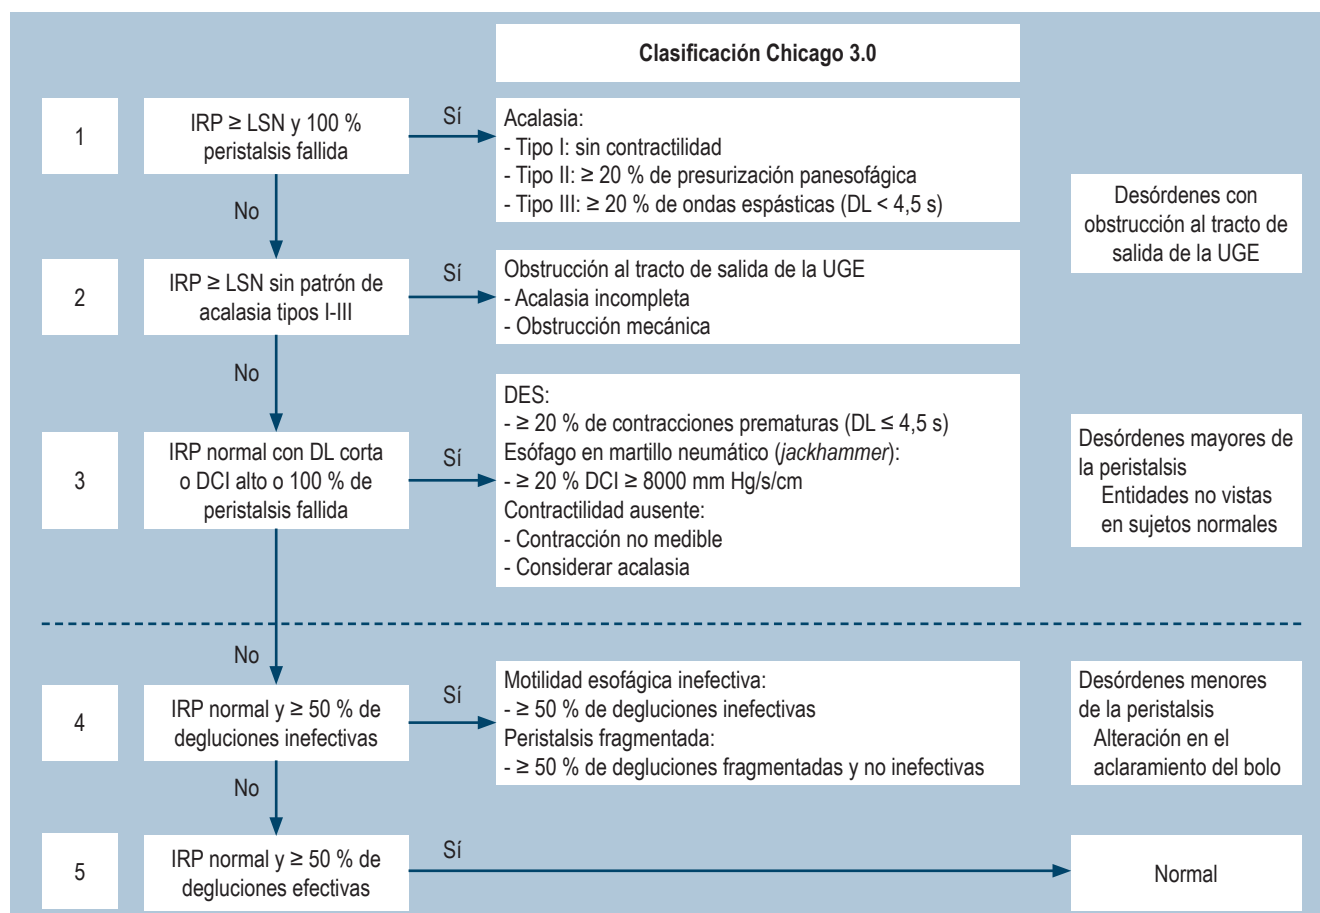 Clasificación Chicago 3.0
1
IRP ≥ LSN y 100 %
peristalsis fallida
Sí
Acalasia:
- Tipo I: sin contractilidad
- Tipo II: ≥ 20 % de presurización panesofágica
- Tipo III: ≥ 20 % de ondas espásticas (DL < 4,5 s)
Desórdenes con
obstrucción al tracto de
salida de la UGE
No
2
IRP ≥ LSN sin patrón de
acalasia tipos I-III
Sí
Obstrucción al tracto de salida de la UGE
- Acalasia incompleta
- Obstrucción mecánica
No
3
IRP normal con DL corta
o DCI alto o 100 % de
peristalsis fallida
Sí
DES:
- ≥ 20 % de contracciones prematuras (DL ≤ 4,5 s)
Esófago en martillo neumático (jackhammer):
- ≥ 20 % DCI ≥ 8000 mm Hg/s/cm
Contractilidad ausente:
- Contracción no medible
- Considerar acalasia
Desórdenes mayores de
la peristalsis
Entidades no vistas
en sujetos normales
No
4
IRP normal y ≥ 50 % de
degluciones inefectivas
Sí
Motilidad esofágica inefectiva:
- ≥ 50 % de degluciones inefectivas
Peristalsis fragmentada:
- ≥ 50 % de degluciones fragmentadas y no inefectivas
Desórdenes menores
de la peristalsis
Alteración en el
aclaramiento del bolo
No
5
IRP normal y ≥ 50 % de
degluciones efectivas
Sí
Normal